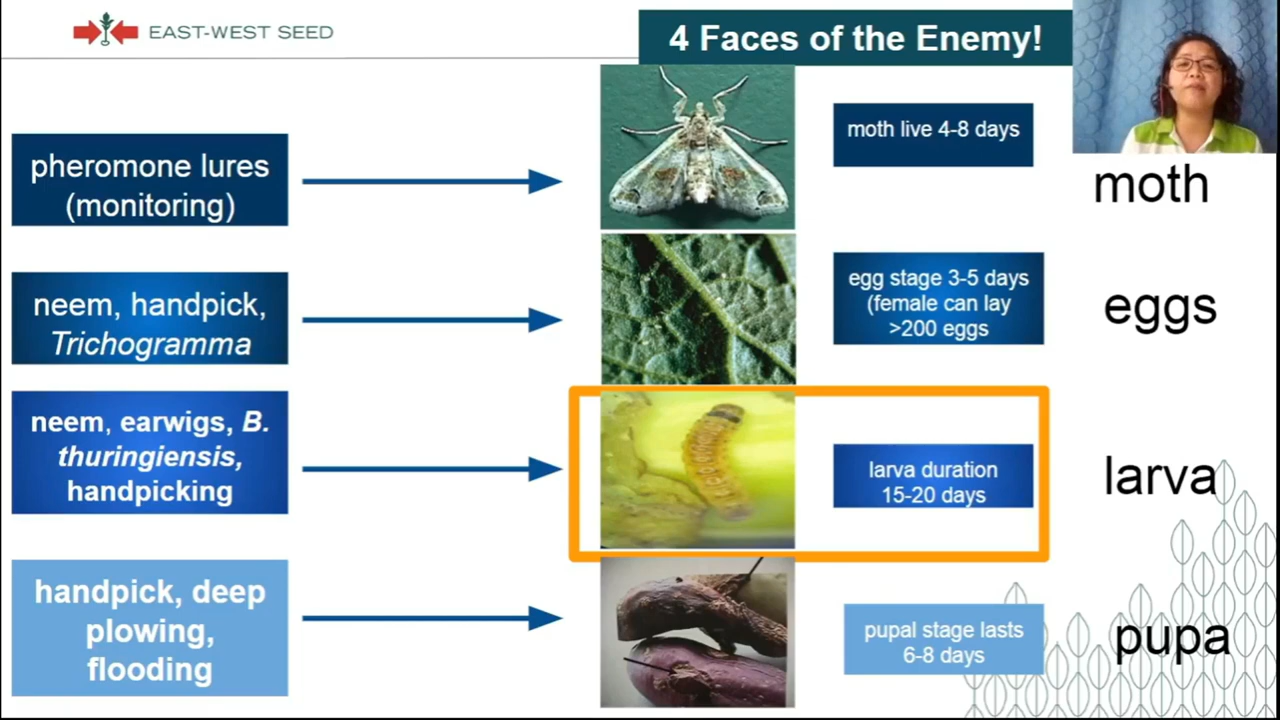 EAST-WEST SEED
4 Faces of the Enemy!
pheromone lures
(monitoring)
moth live 4-8 days
moth
neem, handpick,
Trichogramma
egg stage 3-5 days
(female can lay
>200 eggs
eggs
neem, earwigs, B.
thuringiensis,
handpicking
larva duration
15-20 days
larva
handpick, deep
plowing,
flooding
pupal stage lasts
6-8 days
pupa